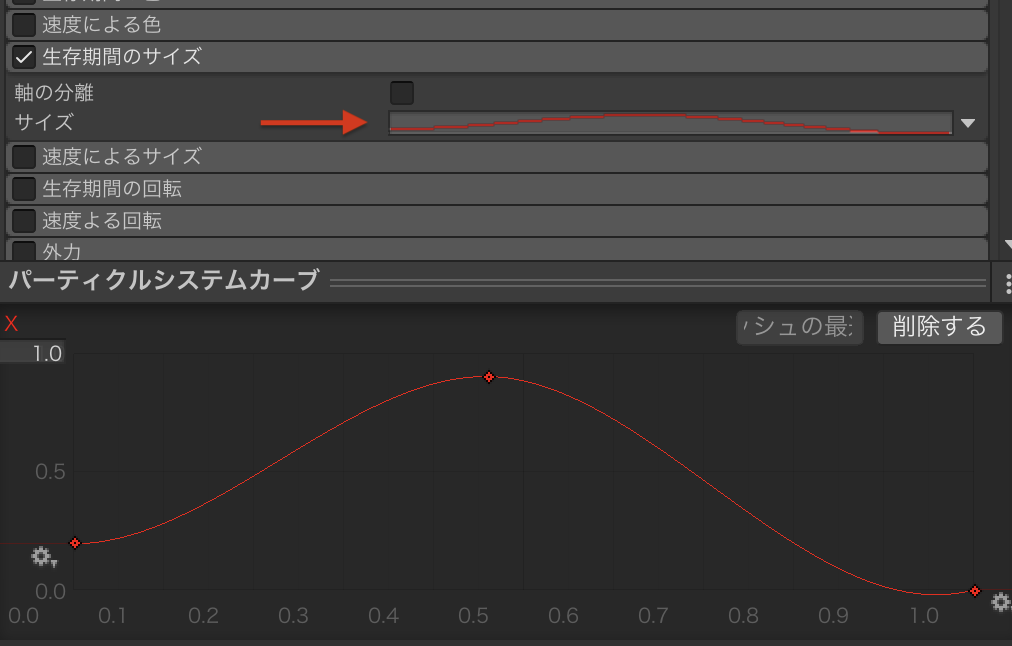 速度による色
生存期間のサイズ
軸の分離
サイズ
速度によるサイズ
生存期間の回転
速度よる回転
外力
パーティクルシステムカーブ
X
シュの最 削除する
1.0
0.5
0.0
0.0 0.1 0.2 0.3 0.4 0.5 0.6 0.7 0.8 0.9 1.0